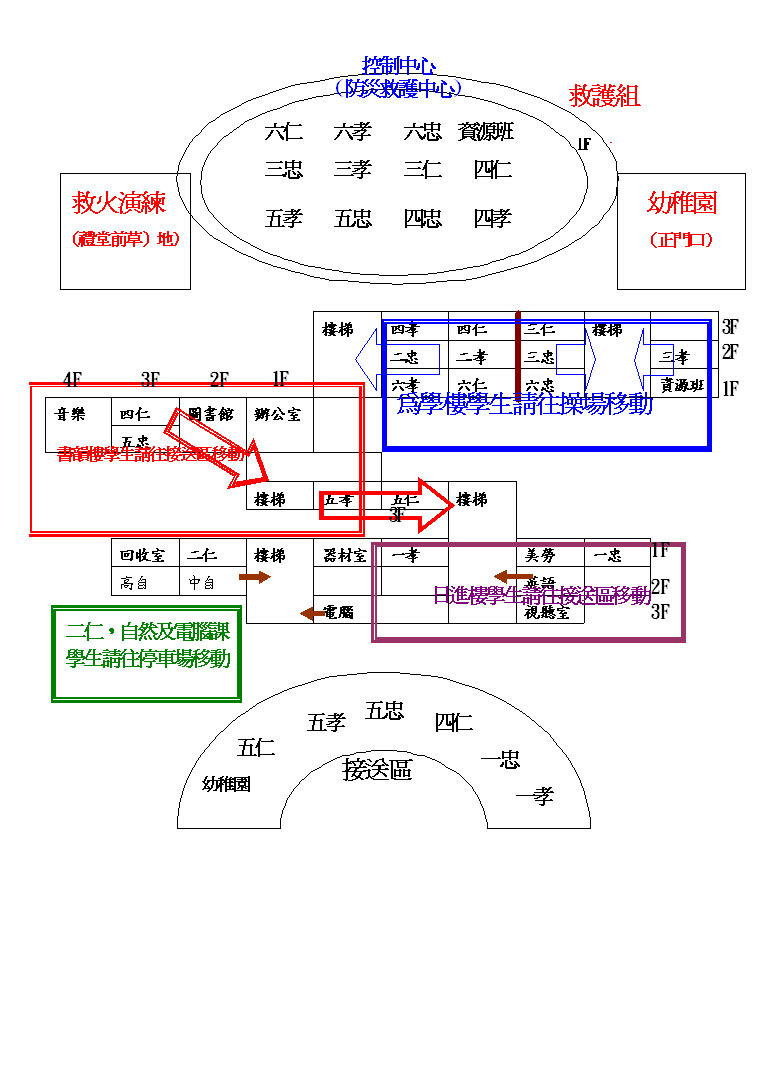 控制中心
（防災救護中心）
救護組
六仁 六孝 六忠 資源班
1F
三忠 三孝 三仁 四仁
五孝 五忠 四忠 四孝
救火演練
（禮堂前草）地）
幼稚園
（正門口）
樓梯 四孝 四仁 三仁 樓梯 3F
二忠 二孝 三忠 三孝 2F
六孝 六仁 六忠 資源班 1F
為學樓學生請往操場移動
4F 3F 2F 1F
音樂 四仁 圖書館 辦公室
五忠
書韻樓學生請往接送區移動
樓梯 五孝 五仁 樓梯
3F
回收室 二仁 樓梯 器材室 一孝 美勞 一忠 1F
高自 中自 英語 2F
日進樓學生請往接送區移動
電腦 視聽室 3F
二仁，自然及電腦課
學生請往停車場移動
五忠
五孝 四仁
五仁 一忠
接送區
幼稚園 一孝